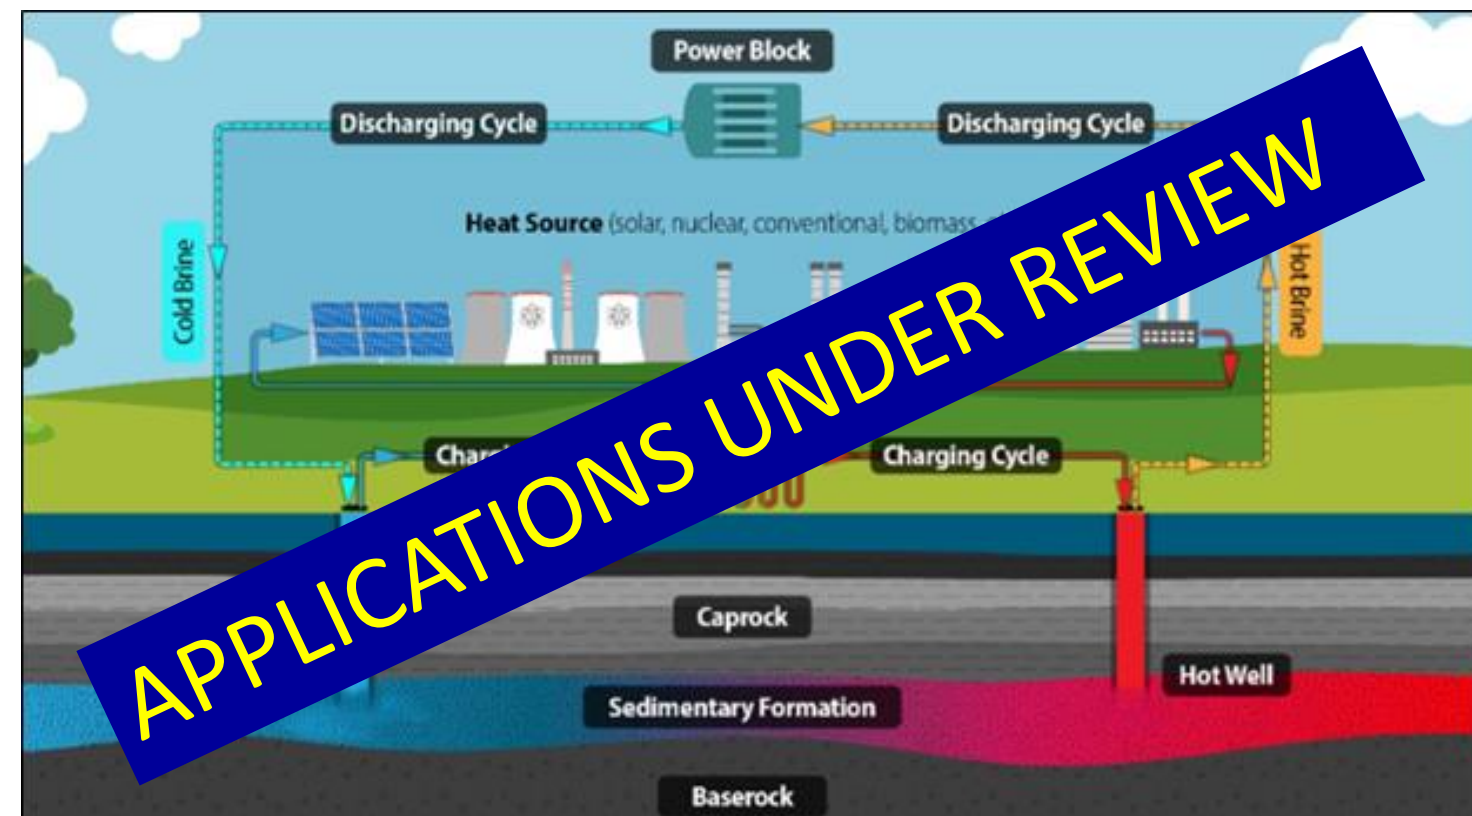 Power Block
Discharging Cycle
Discharging Cycle
Heat Source (solar, nuclear, conventional, biomass,
Cold Brine
Hot Brine
APPLICATIONS UNDER REVIEW
Charging Cycle
Caprock
Hot Well
Sedimentary Formation
Baserock